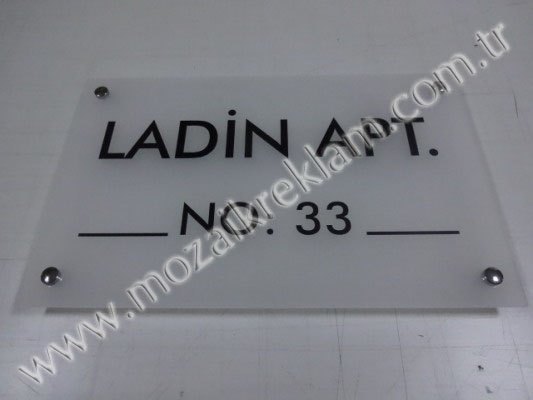 LADİN APT.
NO. 33
www.mozaikreklam.com.tr